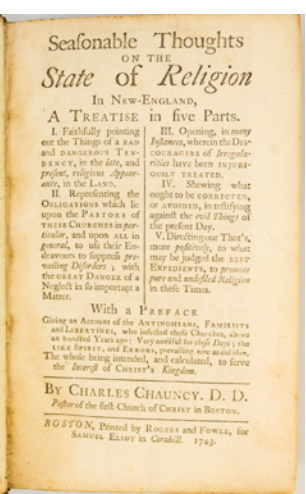 Seaſonable Thoughts
ON THE
State of Religion
In New-England,
A Treatise in five Parts.
I. Faithfully pointing
out the Things of a BAD
and DANGEROUS TEN-
DENCY, in the late, and
preſent, religious Appear-
ance, in the LAND.
II. Repreſenting the
OBLIGATIONS which lie
upon the PASTORS of
theſe CHURCHES in par-
ticular, and upon ALL in
general, to uſe their En-
deavours to ſuppreſs pre-
vailing Diſorders; with
the GREAT DANGER of a
Neglect in ſo important a
Matter.
III. Opening, in many
Inſtances, wherein the DIS-
COURAGERS of Irregula-
rities have been INJURI-
OUSLY TREATED.
IV. Shewing what
ought to be CORRECTED,
or AVOIDED, in teſtifying
againſt the evil Things of
the preſent Day.
V. Directing our Tho't's,
more poſitively, to what
may be judged the BEST
EXPEDIENTS, to promote
pure and undefiled Religion
in theſe Times.
With a PREFACE
Giving an Account of the ANTINOMIANS, FAMILISTS
and LIBERTINES, who infected theſe Churches, above
an hundred Years ago: Very needful for theſe Days; the
LIKE SPIRIT, and ERRORS, prevailing now as did then.
The whole being intended, and calculated, to ſerve
the Intereſt of CHRIST's Kingdom.
By CHARLES CHAUNCY, D. D.
Paſtor of the firſt Church of CHRIST in BOSTON.
BOSTON, Printed by ROGERS and FOWLE, for
SAMUEL ELIOT in Cornhill. 1743.